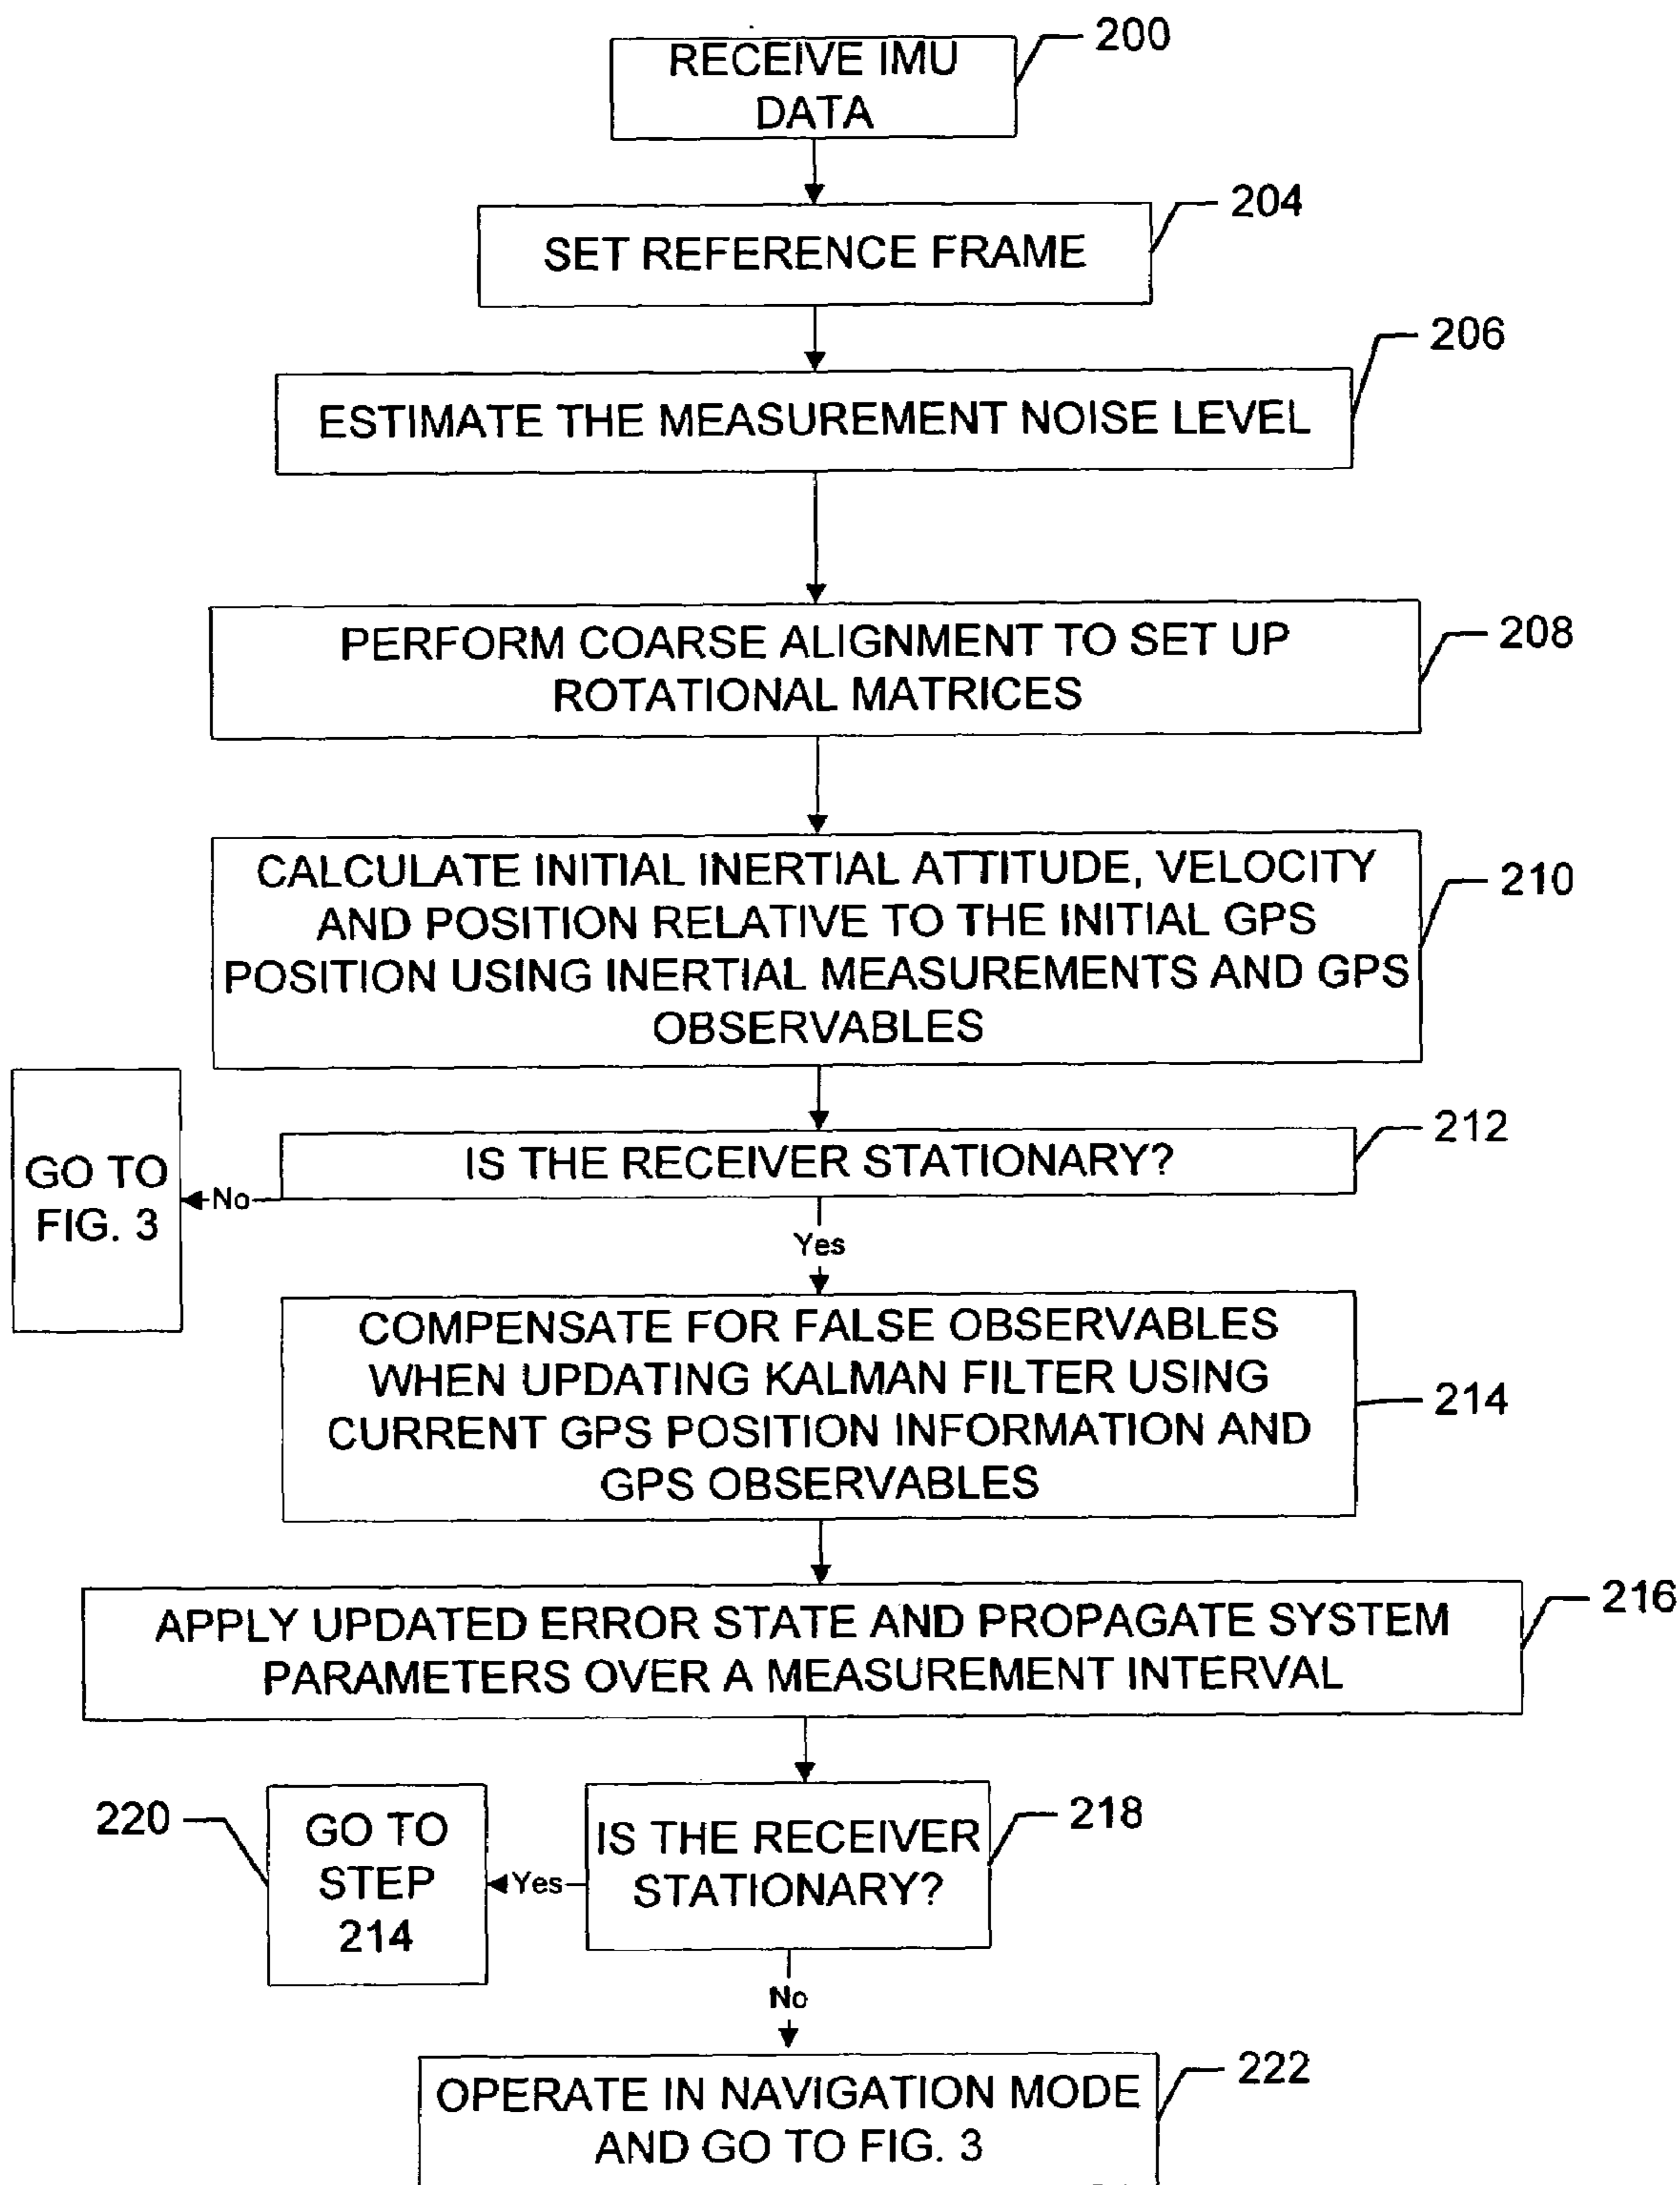 RECEIVE IMU
DATA
200
SET REFERENCE FRAME
204
ESTIMATE THE MEASUREMENT NOISE LEVEL
206
PERFORM COARSE ALIGNMENT TO SET UP
ROTATIONAL MATRICES
208
CALCULATE INITIAL INERTIAL ATTITUDE, VELOCITY
AND POSITION RELATIVE TO THE INITIAL GPS
POSITION USING INERTIAL MEASUREMENTS AND GPS
OBSERVABLES
210
IS THE RECEIVER STATIONARY?
212
No
GO TO
FIG. 3
Yes
COMPENSATE FOR FALSE OBSERVABLES
WHEN UPDATING KALMAN FILTER USING
CURRENT GPS POSITION INFORMATION AND
GPS OBSERVABLES
214
APPLY UPDATED ERROR STATE AND PROPAGATE SYSTEM
PARAMETERS OVER A MEASUREMENT INTERVAL
216
IS THE RECEIVER
STATIONARY?
218
Yes
GO TO
STEP
214
220
No
OPERATE IN NAVIGATION MODE
AND GO TO FIG. 3
222